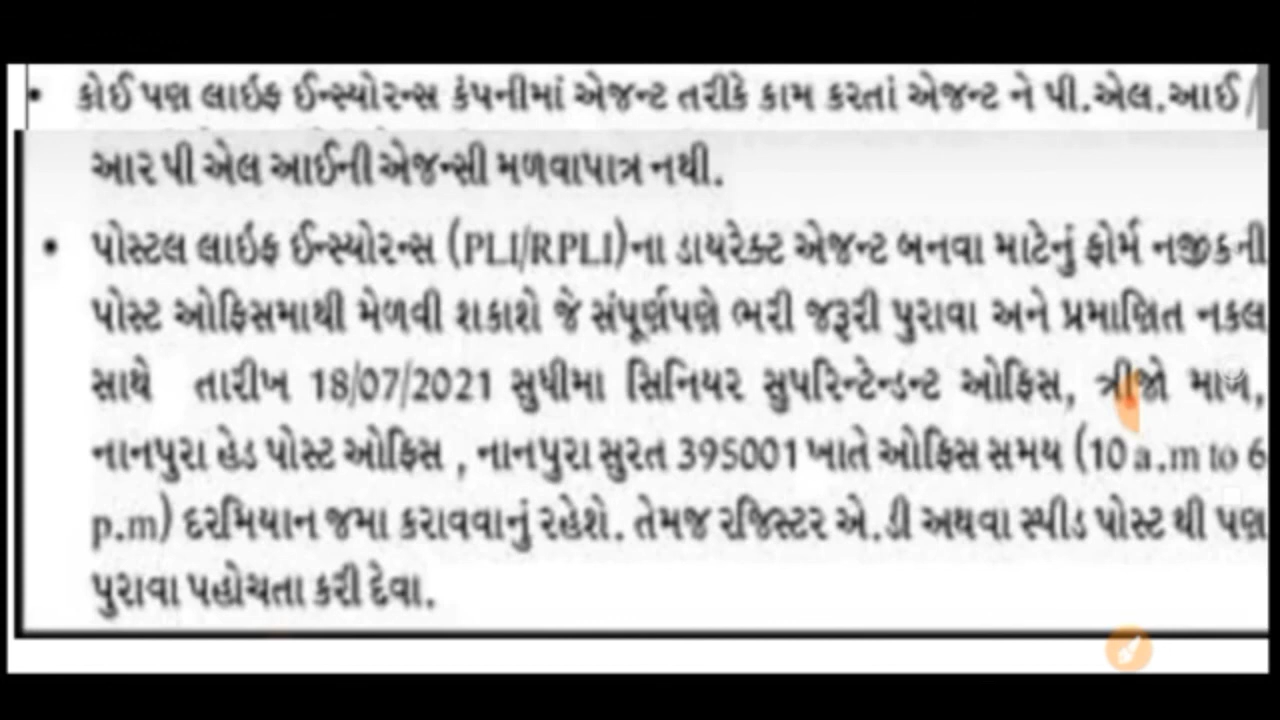 • કોઈ પણ લાઇફ ઈન્સ્યોરન્સ કંપનીમાં એજન્ટ તરીકે કામ કરતાં એજન્ટ ને પી.એલ.આઈ/
આર પી એલ આઈની એજન્સી મળવાપાત્ર નથી.
• પોસ્ટલ લાઇફ ઈન્સ્યોરન્સ (PLI/RPLI)ના ડાયરેક્ટ એજન્ટ બનવા માટેનું ફોર્મ નજીકની
પોસ્ટ ઓફિસમાથી મેળવી શકાશે જે સંપૂર્ણપણે ભરી જરૂરી પુરાવા અને પ્રમાણિત નકલ
સાથે તારીખ 18/07/2021 સુધીમા સિનિયર સુપરિન્ટેન્ડન્ટ ઓફિસ, ત્રીજો માળ,
નાનપુરા હેડ પોસ્ટ ઓફિસ , નાનપુરા સુરત 395001 ખાતે ઓફિસ સમય (10 a.m to 6
p.m) દરમિયાન જમા કરાવવાનું રહેશે. તેમજ રજિસ્ટર એ.ડી અથવા સ્પીડ પોસ્ટ થી પણ
પુરાવા પહોચતા કરી દેવા.